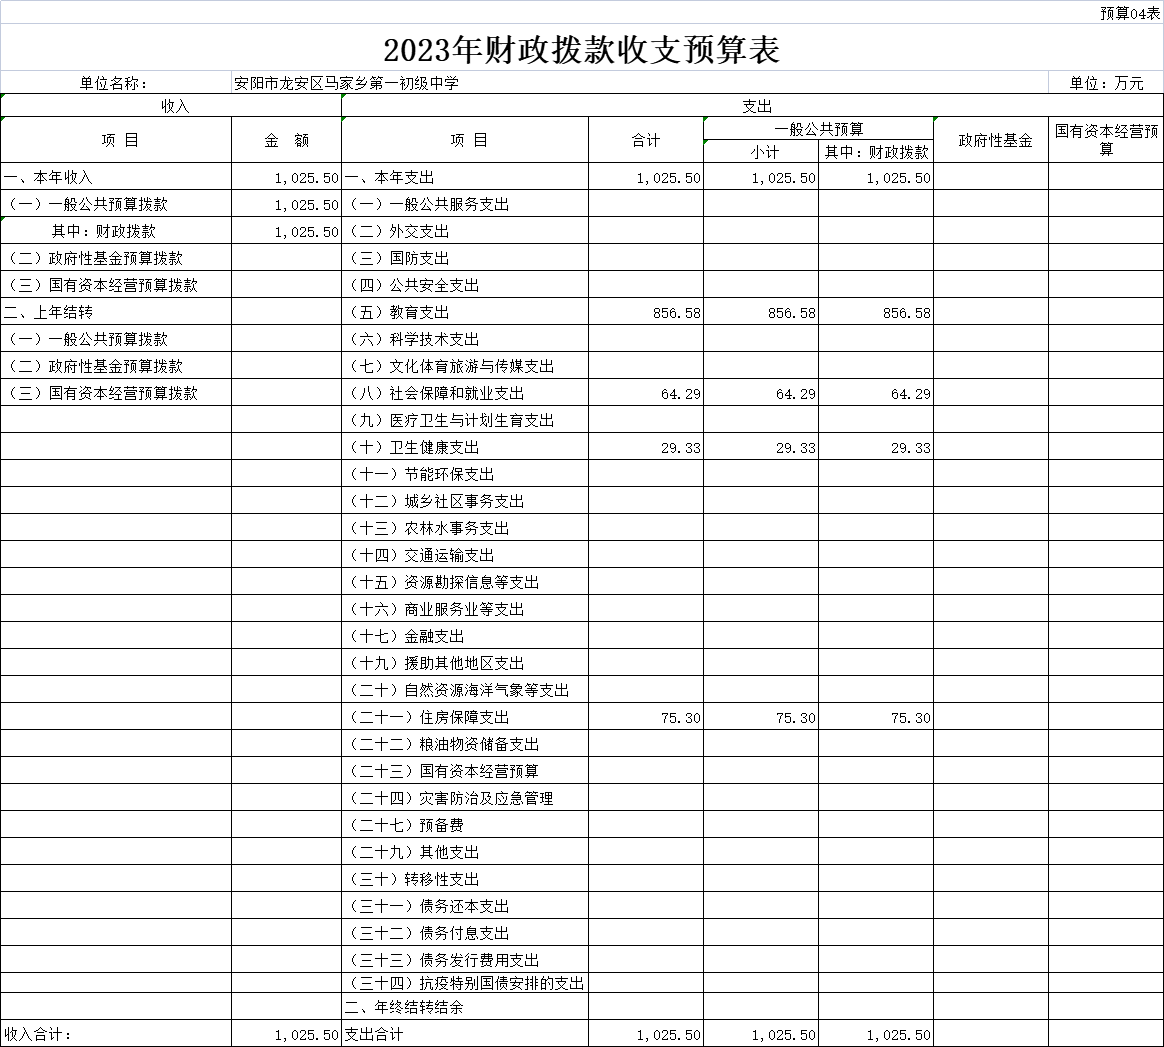 预算04表
2023年财政拨款收支预算表
单位名称： 安阳市龙安区马家乡第一初级中学 单位：万元
收入 支出
项 目 金 额 项 目 合计 一般公共预算 政府性基金 国有资本经营预算
小计 其中：财政拨款
一、本年收入 1,025.50 一、本年支出 1,025.50 1,025.50 1,025.50
（一）一般公共预算拨款 1,025.50 （一）一般公共服务支出
其中：财政拨款 1,025.50 （二）外交支出
（二）政府性基金预算拨款 （三）国防支出
（三）国有资本经营预算拨款 （四）公共安全支出
二、上年结转 （五）教育支出 856.58 856.58 856.58
（一）一般公共预算拨款 （六）科学技术支出
（二）政府性基金预算拨款 （七）文化体育旅游与传媒支出
（三）国有资本经营预算拨款 （八）社会保障和就业支出 64.29 64.29 64.29
（九）医疗卫生与计划生育支出
（十）卫生健康支出 29.33 29.33 29.33
（十一）节能环保支出
（十二）城乡社区事务支出
（十三）农林水事务支出
（十四）交通运输支出
（十五）资源勘探信息等支出
（十六）商业服务业等支出
（十七）金融支出
（十九）援助其他地区支出
（二十）自然资源海洋气象等支出
（二十一）住房保障支出 75.30 75.30 75.30
（二十二）粮油物资储备支出
（二十三）国有资本经营预算
（二十四）灾害防治及应急管理
（二十七）预备费
（二十九）其他支出
（三十）转移性支出
（三十一）债务还本支出
（三十二）债务付息支出
（三十三）债务发行费用支出
（三十四）抗疫特别国债安排的支出
二、年终结转结余
收入合计： 1,025.50 支出合计 1,025.50 1,025.50 1,025.50